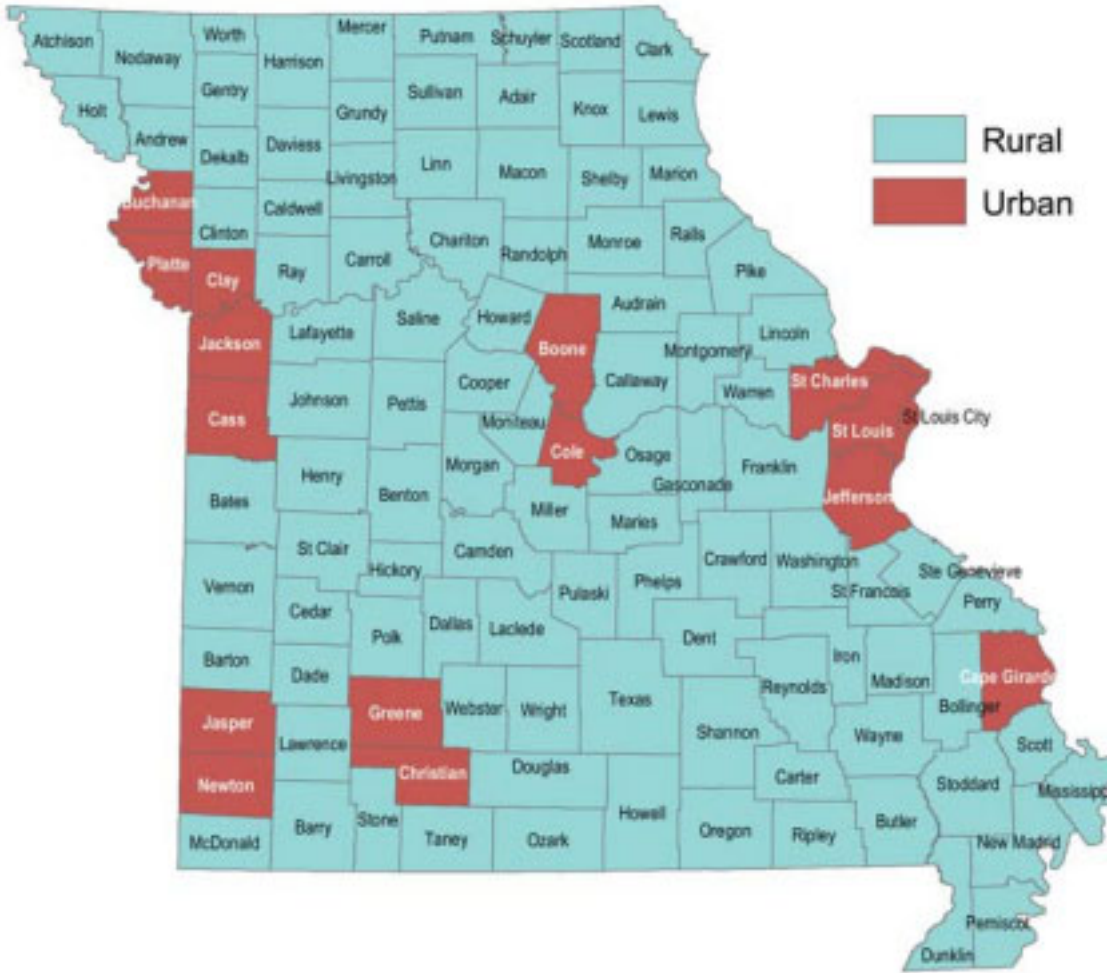 Atchison
Nodaway
Worth
Harrison
Mercer
Putnam
Schuyler
Scotland
Clark
Holt
Gentry
Sullivan
Adair
Knox
Lewis
Andrew
Dekalb
Daviess
Grundy
Linn
Macon
Shelby
Marion
Livingston
Buchanan
Clinton
Caldwell
Chariton
Randolph
Monroe
Ralls
Platte
Clay
Ray
Carroll
Pike
Rural
Urban
Jackson
Lafayette
Saline
Howard
Boone
Audrain
Montgomery
Lincoln
Cass
Johnson
Pettis
Cooper
Moniteau
Callaway
Warren
St Charles
St Louis City
St Louis
Cole
Osage
Gasconade
Franklin
Jefferson
Bates
Henry
Benton
Morgan
Miller
Maries
St Clair
Hickory
Camden
Pulaski
Phelps
Crawford
Washington
St Francois
Ste Genevieve
Perry
Vernon
Cedar
Polk
Dallas
Laclede
Dent
Iron
Madison
Barton
Dade
Greene
Webster
Wright
Texas
Reynolds
Bollinger
Cape Girarde
Jasper
Lawrence
Christian
Douglas
Shannon
Wayne
Scott
Newton
Carter
Stoddard
Mississipp
McDonald
Barry
Stone
Taney
Ozark
Howell
Oregon
Ripley
Butler
New Madrid
Pemiscot
Dunklin